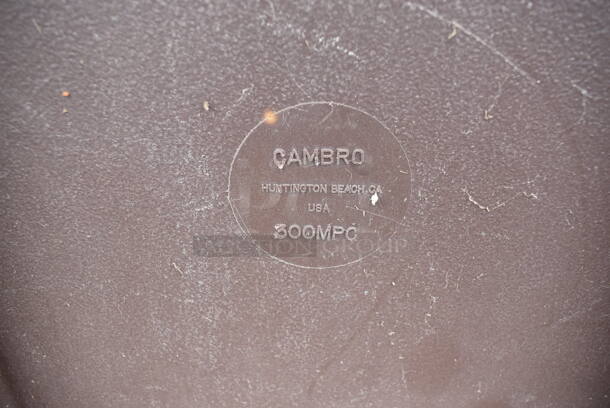 CAMBRO
HUNTINGTON BEACH, CA
USA
300MPC